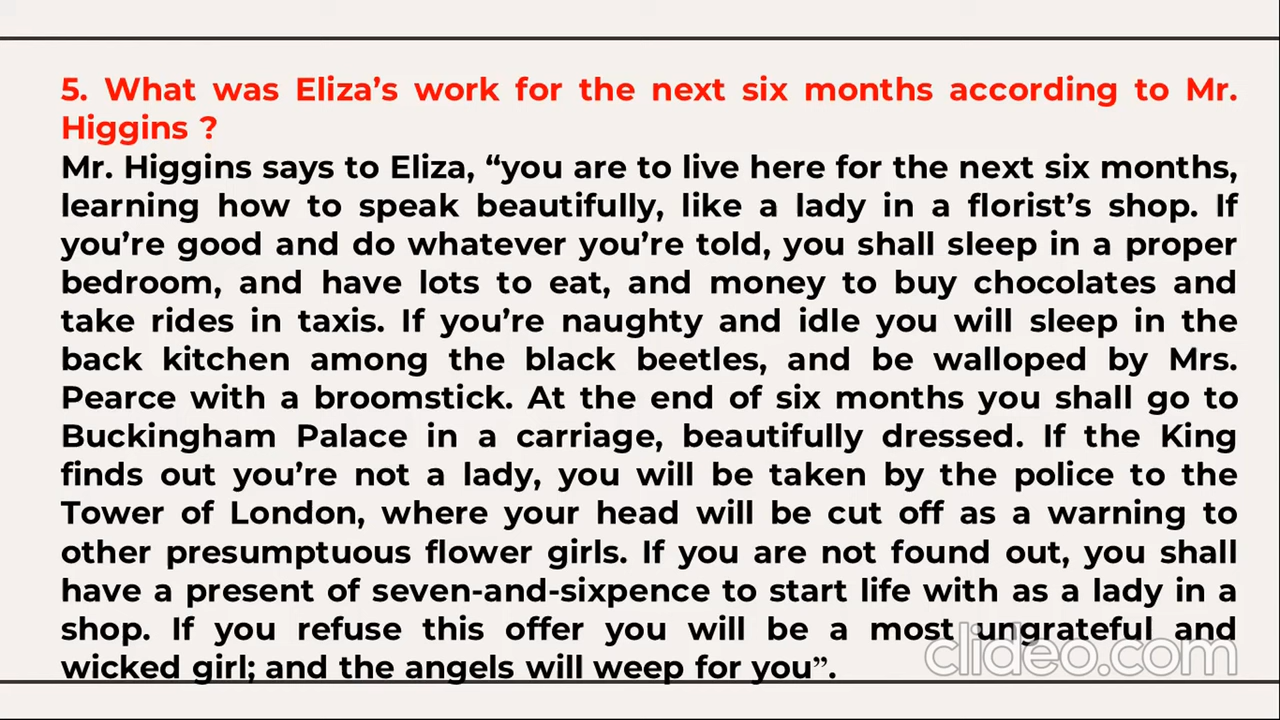 5. What was Eliza’s work for the next six months according to Mr.
Higgins ?
Mr. Higgins says to Eliza, “you are to live here for the next six months,
learning how to speak beautifully, like a lady in a florist’s shop. If
you’re good and do whatever you’re told, you shall sleep in a proper
bedroom, and have lots to eat, and money to buy chocolates and
take rides in taxis. If you’re naughty and idle you will sleep in the
back kitchen among the black beetles, and be walloped by Mrs.
Pearce with a broomstick. At the end of six months you shall go to
Buckingham Palace in a carriage, beautifully dressed. If the King
finds out you’re not a lady, you will be taken by the police to the
Tower of London, where your head will be cut off as a warning to
other presumptuous flower girls. If you are not found out, you shall
have a present of seven-and-sixpence to start life with as a lady in a
shop. If you refuse this offer you will be a most ungrateful and
wicked girl; and the angels will weep for you”.
clideo.com